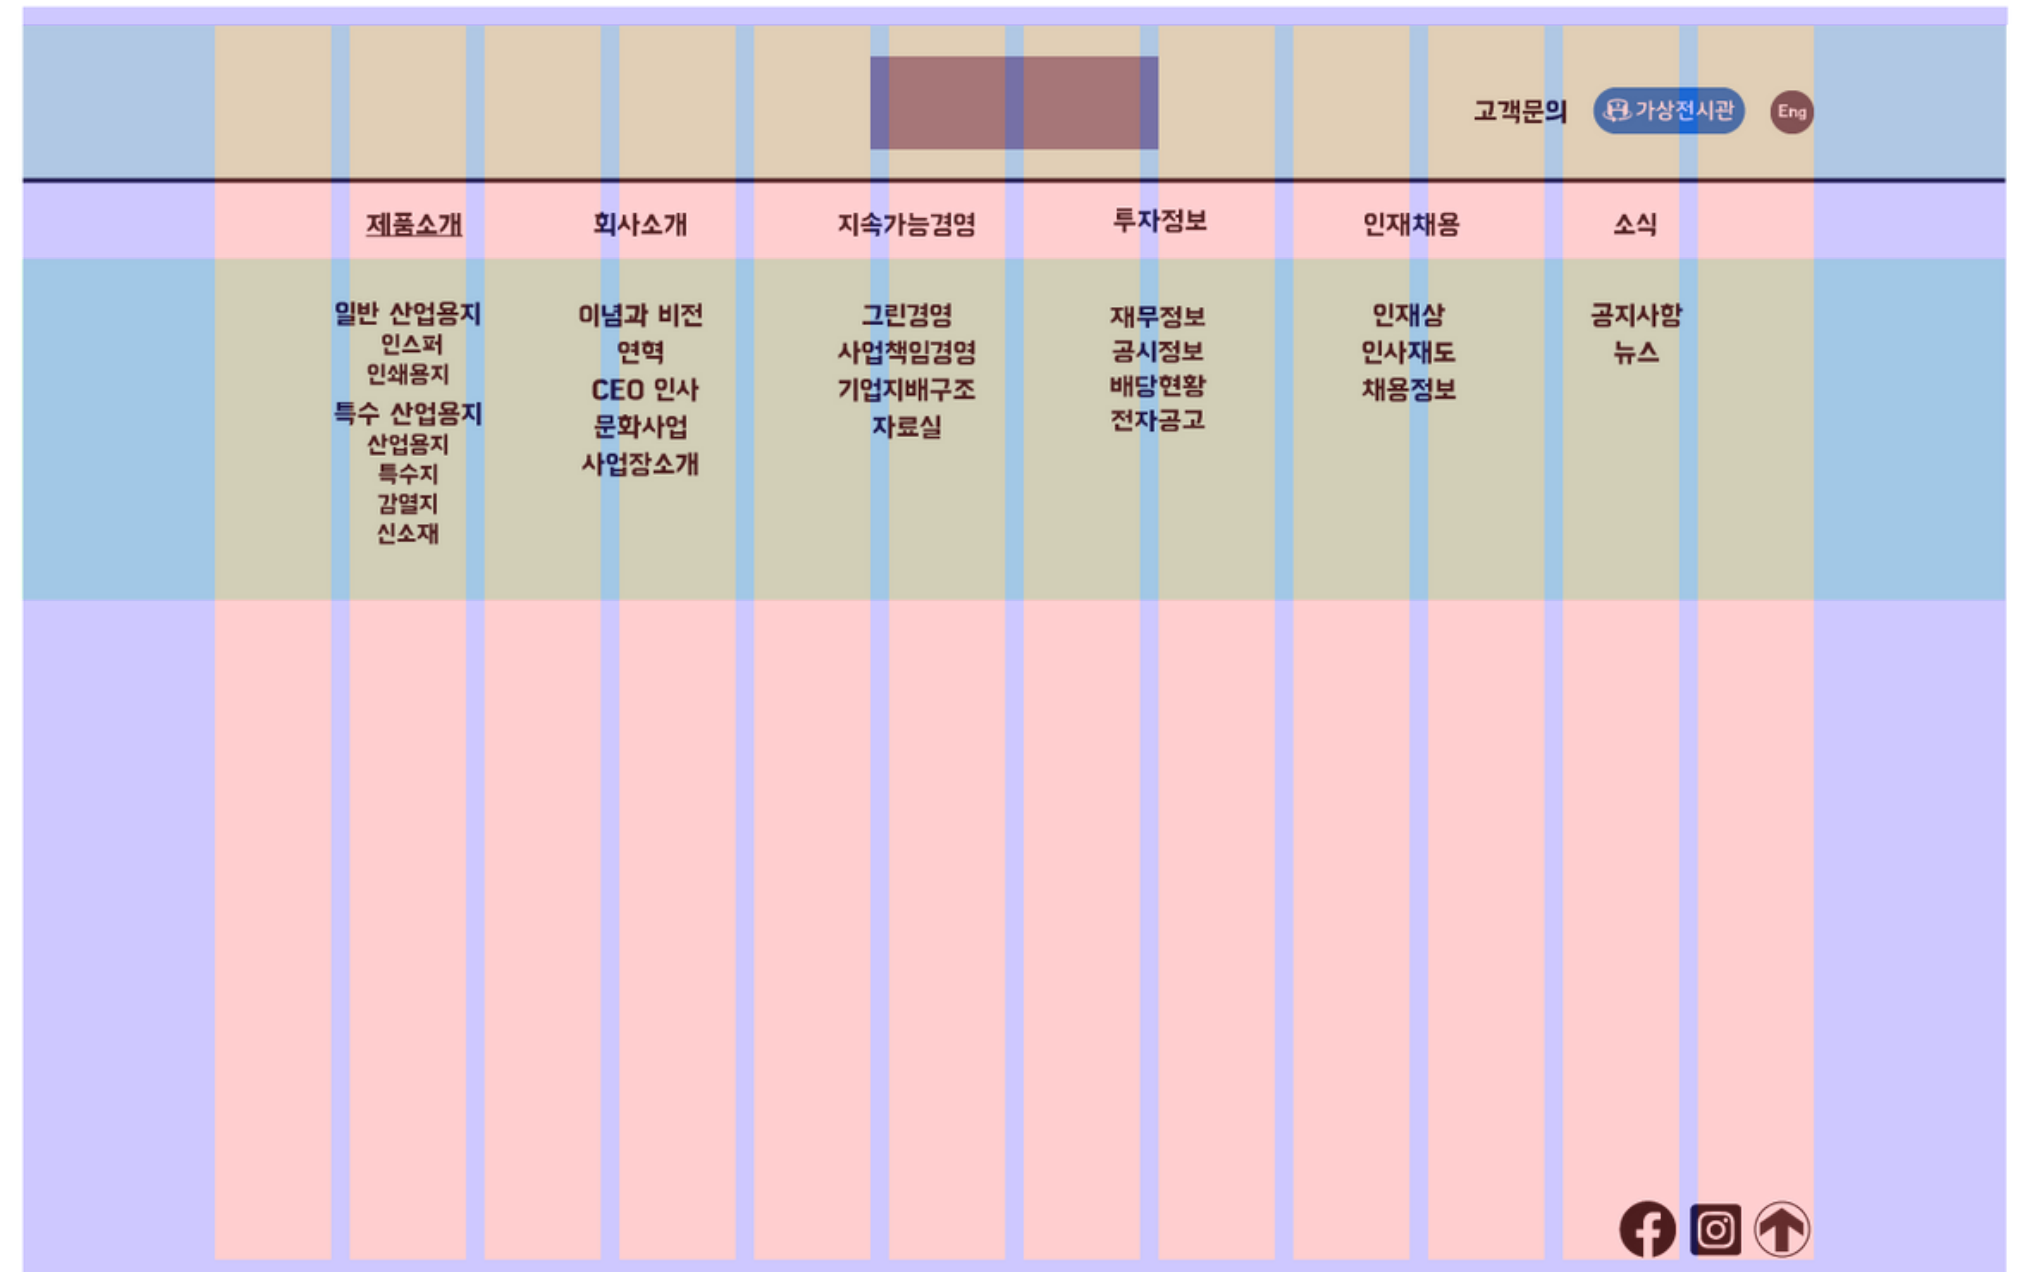 고객문의
가상전시관
Eng
제품소개
회사소개
지속가능경영
투자정보
인재채용
소식
일반 산업용지
인스퍼
인쇄용지
특수 산업용지
산업용지
특수지
감열지
신소재
이념과 비전
연혁
CEO 인사
문화사업
사업장소개
그린경영
사업책임경영
기업지배구조
자료실
재무정보
공시정보
배당현황
전자공고
인재상
인사재도
채용정보
공지사항
뉴스